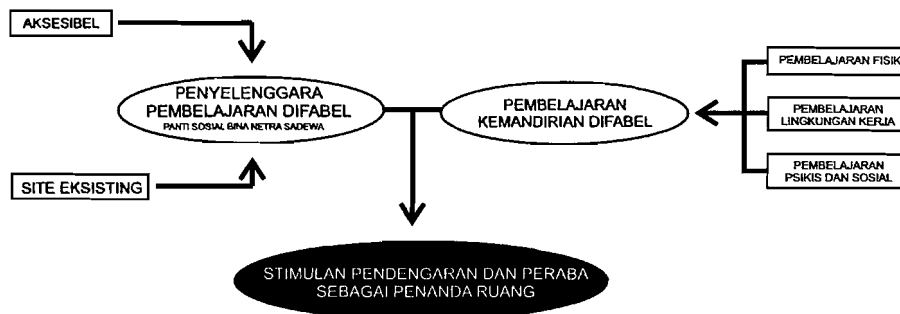 AKSESIBEL
PENYELENGGARA
PEMBELAJARAN DIFABEL
PANTI SOSIAL BINA NETRA SADEWA
SITE EKSISTING
PEMBELAJARAN
KEMANDIRIAN DIFABEL
PEMBELAJARAN FISIK
PEMBELAJARAN
LINGKUNGAN KERJA
PEMBELAJARAN
PSIKIS DAN SOSIAL
STIMULAN PENDENGARAN DAN PERABA
SEBAGAI PENANDA RUANG